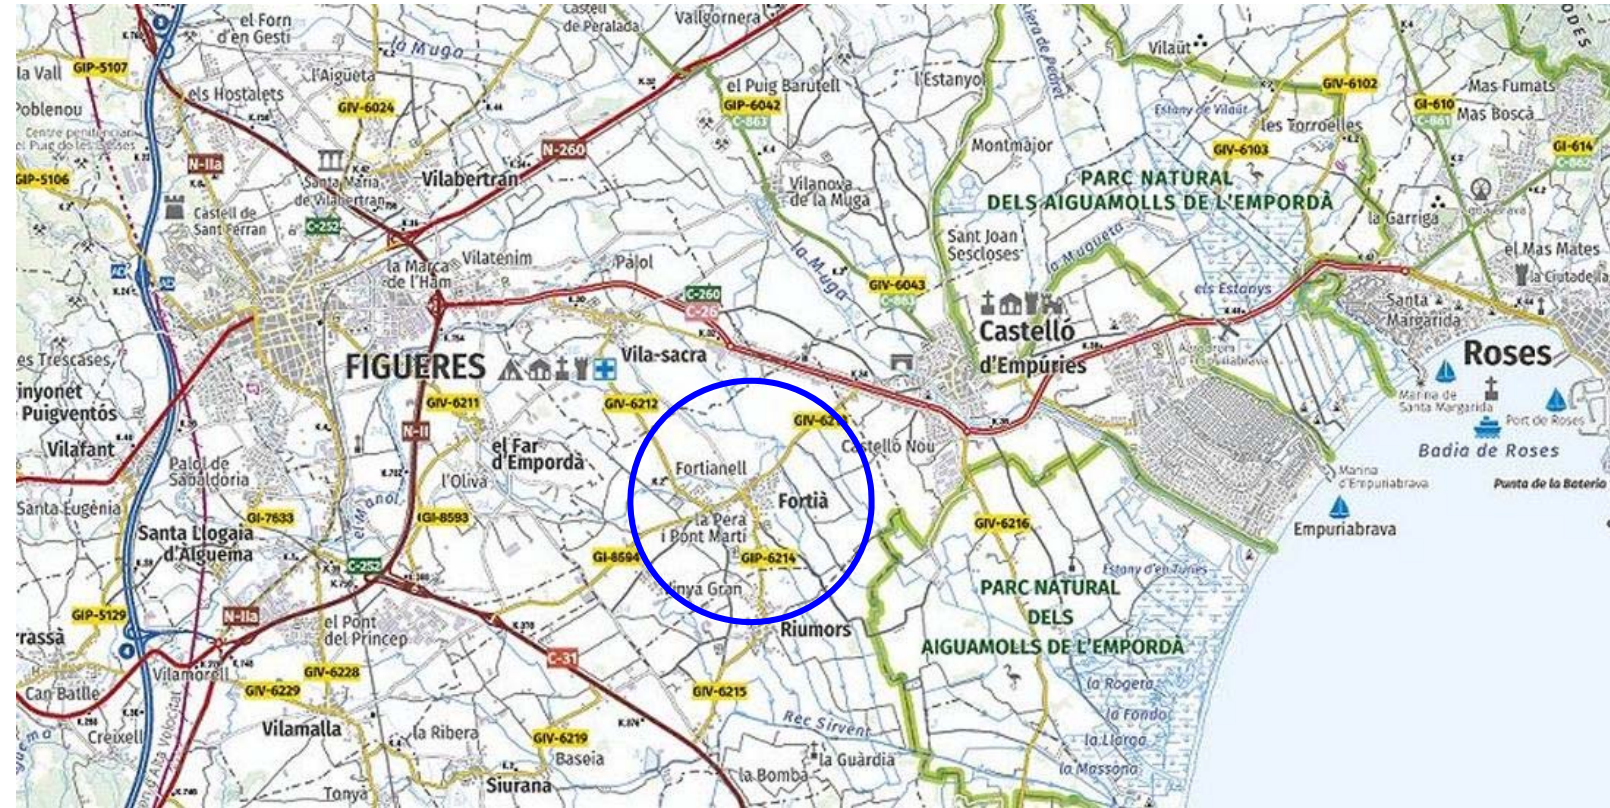 el Forn
d'en Gesti
Castell
de Peralada
Vallgornera
la Muga
la Vall
GIP-5107
l'Aigüeta
els Hostalets
GIV-6024
Poblenou
Centre penitenciari
el Puig de les Basses
GIP-5106
N-IIa
N-260
Santa Maria
de Vilabertran
Vilabertran
Castell de
Sant Ferran
C-252
el Puig Barutell
GIP-6042
C-863
l'Estanyol
Vilaüt
Estany de Vilaüt
GIV-6102
les Torroelles
GIV-6103
GI-610
C-861
Mas Fumats
Mas Boscà
GI-614
C-862
Montmajor
PARC NATURAL
DELS AIGUAMOLLS DE L'EMPORDÀ
Vilanova
de la Muga
la Garriga
el Mas Mates
la Ciutadella
Sant Joan
Sescloses
la Mugueta
la Muga
Vilatenim
Palol
la Marca
de l'Ham
C-260
C-26
GIV-6043
C-863
els Estanys
Santa
Margarida
Castelló
d'Empúries
Roses
FIGUERES
Vila-sacra
es Trescases
Puigventós
Vilafant
GIV-6211
GIV-6212
N-II
el Far
d'Empordà
Castelló Nou
Marina de
Santa Margarida
Port de Roses
Badia de Roses
Punta de la Bateria
Marina
d'Empuriabrava
Empuriabrava
Fortianell
Fortià
la Pera
i Pont Martí
Palol de
Sabaldòria
l'Oliva
el Manol
Santa Eugènia
GI-7633
GI-8593
Santa Llogaia
d'Àlguema
GI-8594
GIP-6214
GIV-6216
C-252
Estany d'en Turies
Vinya Gran
Riumors
PARC NATURAL
DELS
AIGUAMOLLS DE L'EMPORDÀ
GIP-5129
N-IIa
el Pont
del Príncep
Vilamorell
C-31
Can Batlle
GIV-6228
GIV-6229
GIV-6215
la Rogera
la Fonda
la Llarga
la Massona
Creixell
Vilamalla
la Ribera
GIV-6219
Baseia
Siurana
Tonyà
Rec Sirvent
la Guàrdia
la Bomba